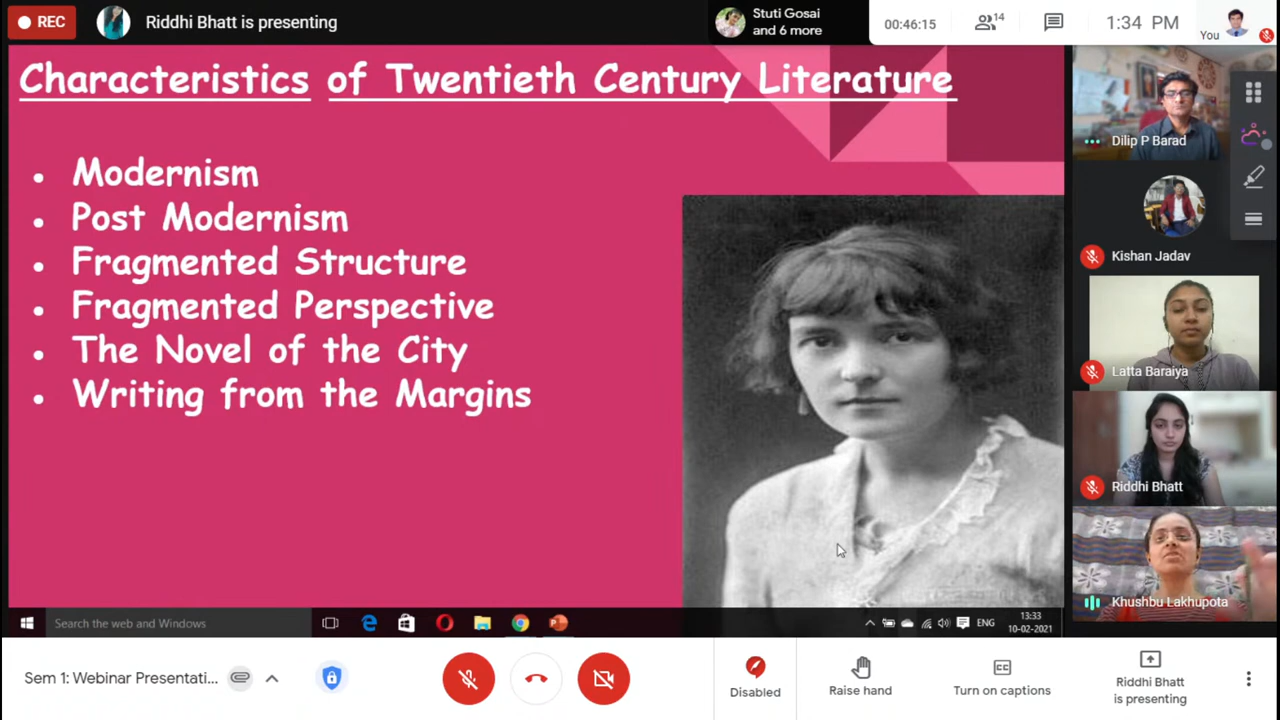 REC
Riddhi Bhatt is presenting
Stuti Gosai
and 6 more
00:46:15
14
1:34 PM
You
Characteristics of Twentieth Century Literature
• Modernism
• Post Modernism
• Fragmented Structure
• Fragmented Perspective
• The Novel of the City
• Writing from the Margins
Dilip P Barad
Kishan Jadav
Latta Baraiya
Riddhi Bhatt
Khushbu Lakhupota
Search the web and Windows
ENG
13:33
10-02-2021
Sem 1: Webinar Presentati...
Disabled
Raise hand
Turn on captions
Riddhi Bhatt
is presenting